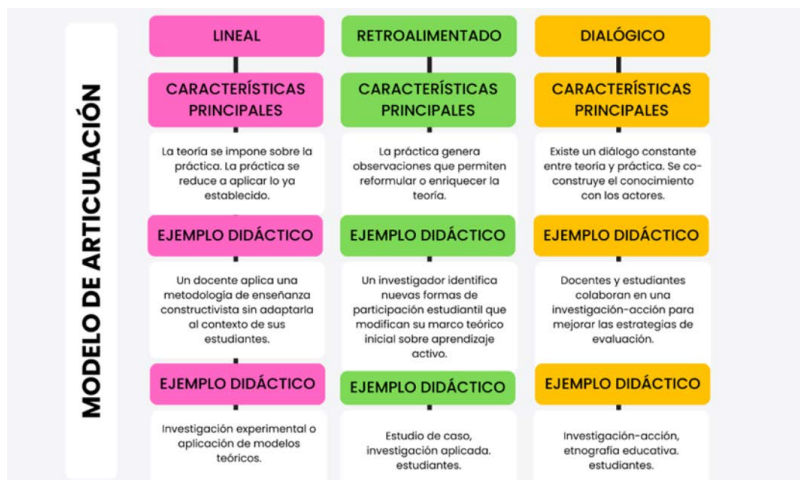 MODELO DE ARTICULACIÓN
LINEAL
CARACTERÍSTICAS
PRINCIPALES
La teoría se impone sobre la
práctica. La práctica se
reduce a aplicar lo ya
establecido.
EJEMPLO DIDÁCTICO
Un docente aplica una
metodología de enseñanza
constructivista sin adaptarla
al contexto de sus
estudiantes.
EJEMPLO DIDÁCTICO
Investigación experimental o
aplicación de modelos
teóricos.
RETROALIMENTADO
CARACTERÍSTICAS
PRINCIPALES
La práctica genera
observaciones que permiten
reformular o enriquecer la
teoría.
EJEMPLO DIDÁCTICO
Un investigador identifica
nuevas formas de
participación estudiantil que
modifican su marco teórico
inicial sobre aprendizaje
activo.
EJEMPLO DIDÁCTICO
Estudio de caso,
investigación aplicada.
estudiantes.
DIALÓGICO
CARACTERÍSTICAS
PRINCIPALES
Existe un diálogo constante
entre teoría y práctica. Se co-
construye el conocimiento
con los actores.
EJEMPLO DIDÁCTICO
Docentes y estudiantes
colaboran en una
investigación-acción para
mejorar las estrategias de
evaluación.
EJEMPLO DIDÁCTICO
Investigación-acción,
etnografía educativa.
estudiantes.